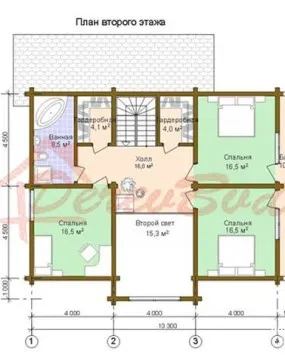 План второго этажа
Гардеробная
4,1 м²
Гардеробная
4,0 м²
Ванная
8,5 м²
Холл
16,6 м²
Спальня
16,5 м²
Спальня
16,5 м²
Второй свет
15,3 м²
Спальня
16,5 м²
4 500
4 500
1 000
4 000
4 000
4 000
13 300
1
2
3
4